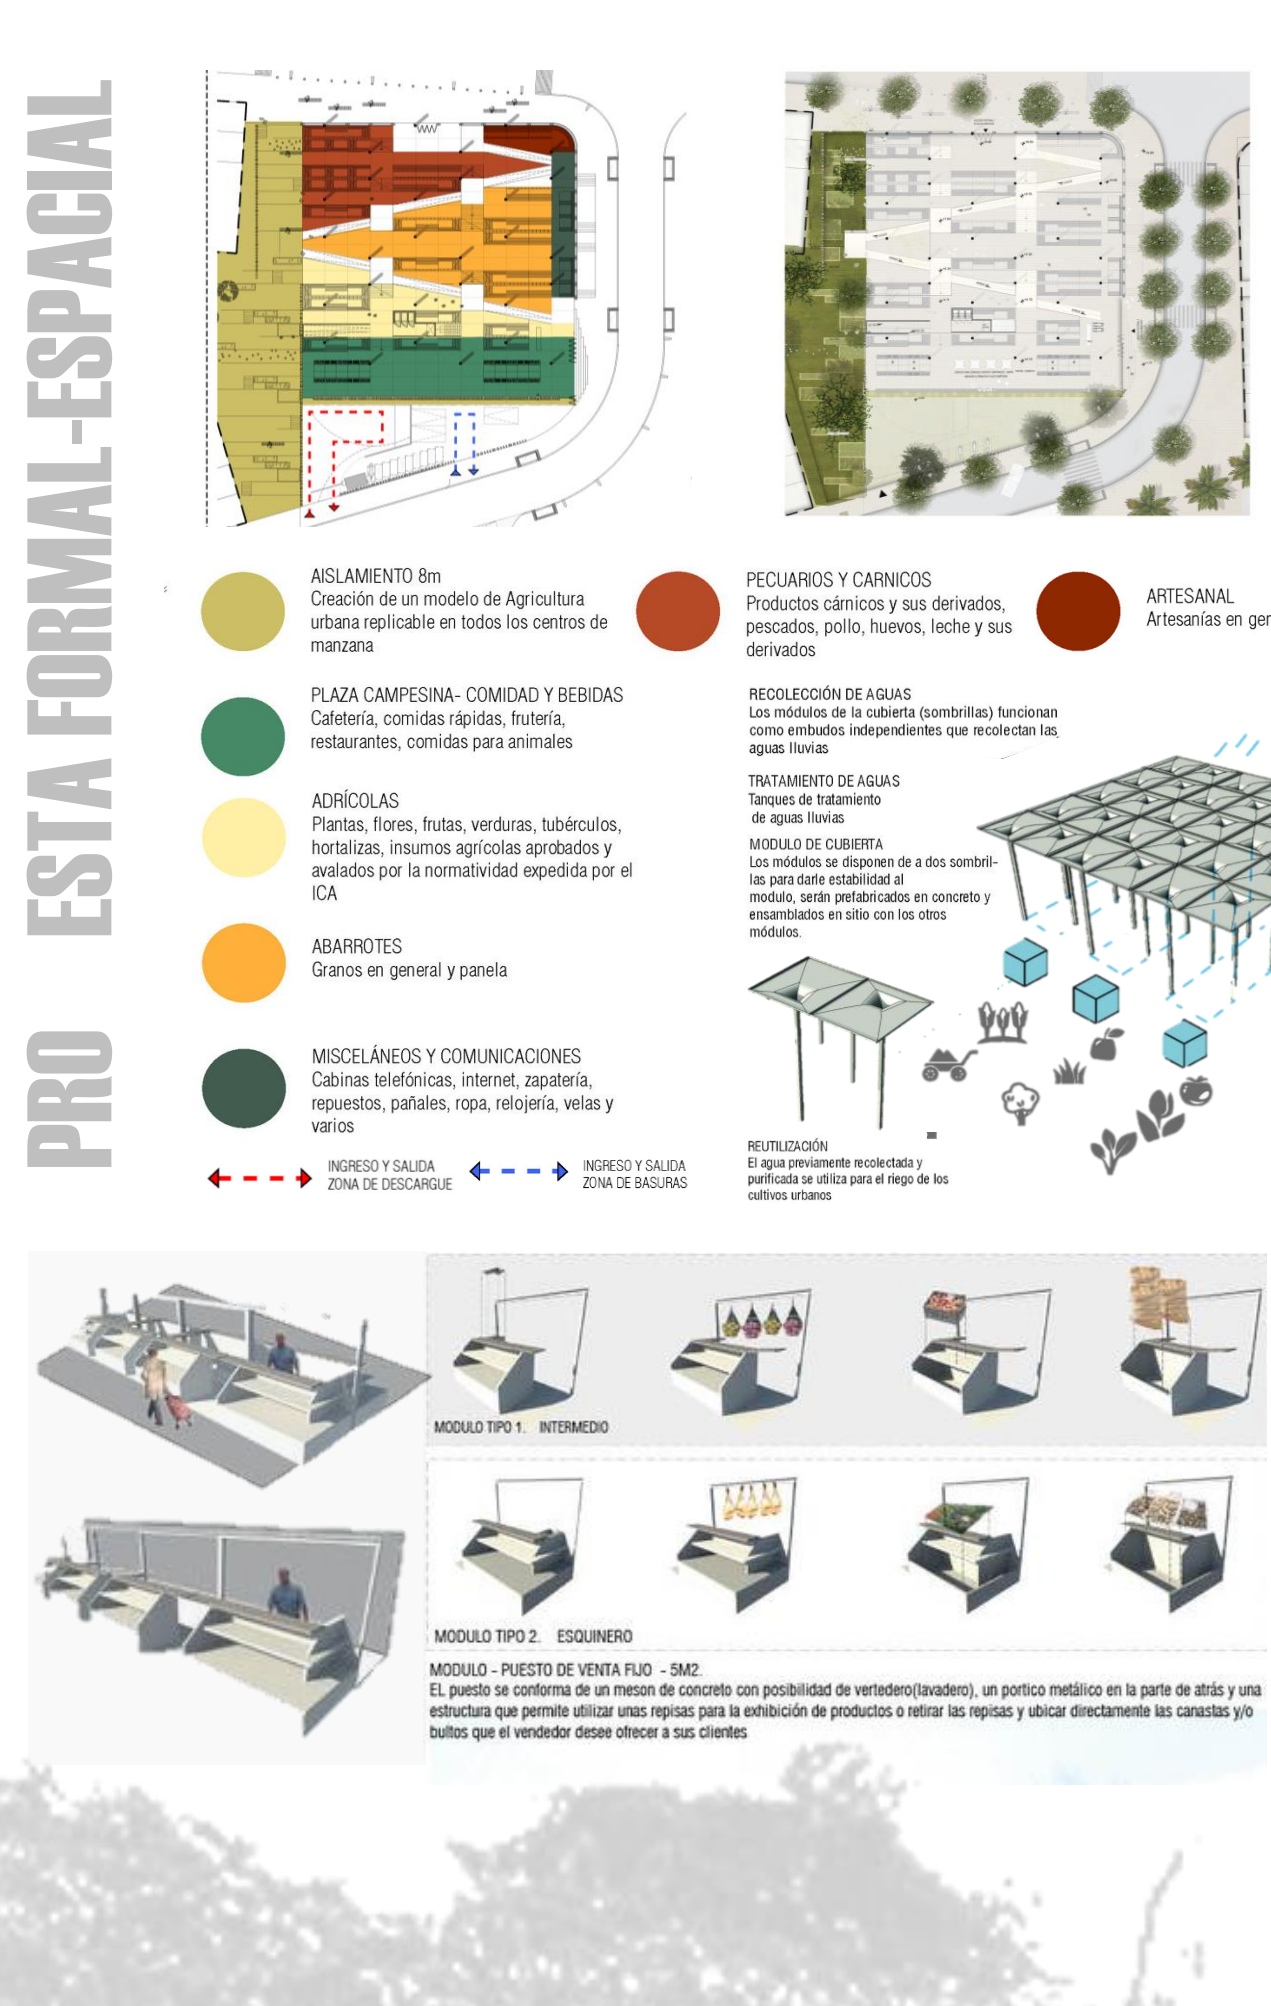 PRO ESTA FORMAL-ESPACIAL
AISLAMIENTO 8m
Creación de un modelo de Agricultura
urbana replicable en todos los centros de
manzana
PECUARIOS Y CARNICOS
Productos cárnicos y sus derivados,
pescados, pollo, huevos, leche y sus
derivados
ARTESANAL
Artesanías en ger
PLAZA CAMPESINA- COMIDAD Y BEBIDAS
Cafetería, comidas rápidas, frutería,
restaurantes, comidas para animales
ADRÍCOLAS
Plantas, flores, frutas, verduras, tubérculos,
hortalizas, insumos agrícolas aprobados y
avalados por la normatividad expedida por el
ICA
ABARROTES
Granos en general y panela
MISCELÁNEOS Y COMUNICACIONES
Cabinas telefónicas, internet, zapatería,
repuestos, pañales, ropa, relojería, velas y
varios
INGRESO Y SALIDA
ZONA DE DESCARGUE
INGRESO Y SALIDA
ZONA DE BASURAS
RECOLECCIÓN DE AGUAS
Los módulos de la cubierta (sombrillas) funcionan
como embudos independientes que recolectan las
aguas lluvias
TRATAMIENTO DE AGUAS
Tanques de tratamiento
de aguas lluvias
MODULO DE CUBIERTA
Los módulos se disponen de a dos sombril-
las para darle estabilidad al
modulo, serán prefabricados en concreto y
ensamblados en sitio con los otros
módulos.
REUTILIZACIÓN
El agua previamente recolectada y
purificada se utiliza para el riego de los
cultivos urbanos
MODULO TIPO 1. INTERMEDIO
MODULO TIPO 2. ESQUINERO
MODULO - PUESTO DE VENTA FIJO - 5M2.
EL puesto se conforma de un meson de concreto con posibilidad de vertedero(lavadero), un portico metálico en la parte de atrás y una
estructura que permite utilizar unas repisas para la exhibición de productos o retirar las repisas y ubicar directamente las canastas y/o
bultos que el vendedor desee ofrecer a sus clientes